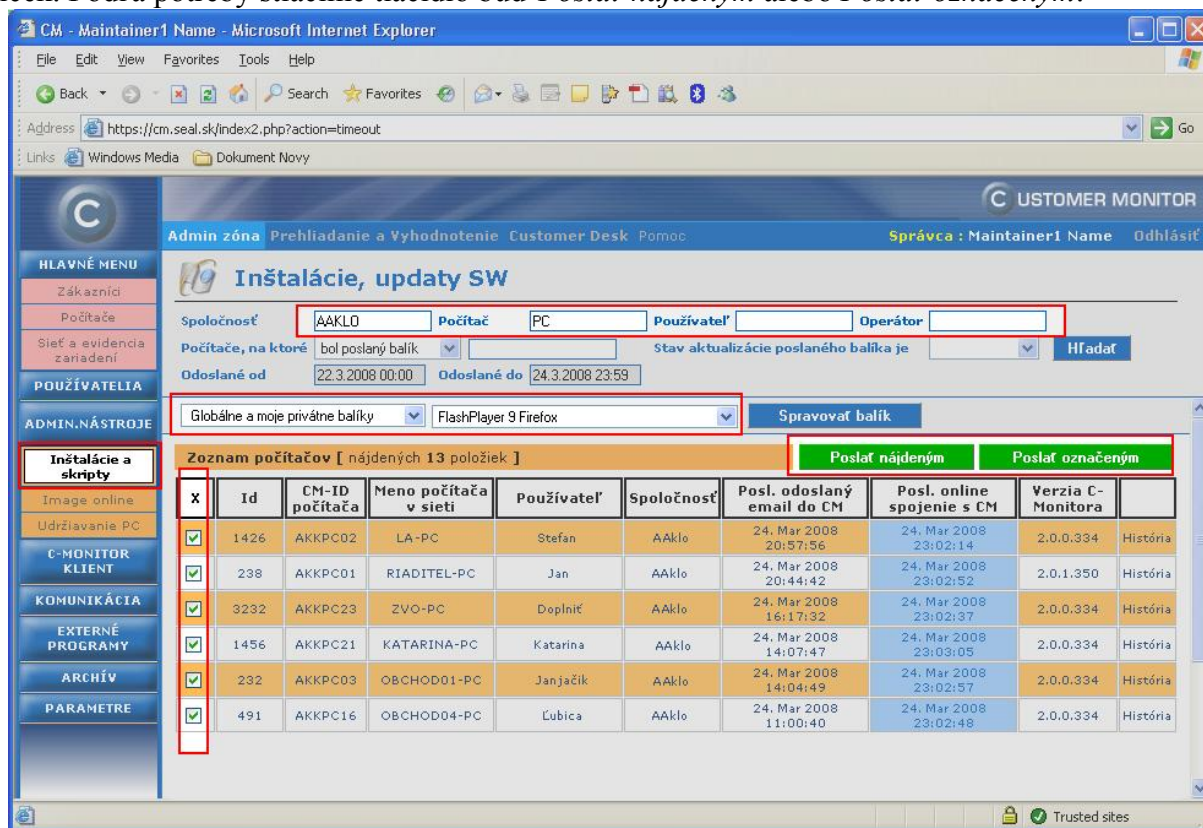 podľa potreby stlačíme tlačidlo buď Poslať nájdeným alebo Poslať označeným.
CM - Maintainer1 Name - Microsoft Internet Explorer
File Edit View Favorites Tools Help
Back Search Favorites
Address https://cm.seal.sk/index2.php?action=timeout Go
Links Windows Media Dokument Novy
C USTOMER MONITOR
Admin zóna Prehliadanie a Vyhodnotenie Customer Desk Pomoc Správca : Maintainer1 Name Odhlásiť
HLAVNÉ MENU
Zákazníci
Počítače
Sieť a evidencia
zariadení
POUŽÍVATELIA
ADMIN.NÁSTROJE
Inštalácie a
skripty
Image online
Udržiavanie PC
C-MONITOR
KLIENT
KOMUNIKÁCIA
EXTERNÉ
PROGRAMY
ARCHÍV
PARAMETRE
Inštalácie, updaty SW
Spoločnosť AAKLO Počítač PC Používateľ Operátor
Počítače, na ktoré bol poslaný balík Stav aktualizácie poslaného balíka je Hľadať
Odoslané od 22.3.2008 00:00 Odoslané do 24.3.2008 23:59
Globálne a moje privátne balíky FlashPlayer 9 Firefox Spravovať balík
Zoznam počítačov [ nájdených 13 položiek ] Poslať nájdeným Poslať označeným
X Id CM-ID počítača Meno počítača v sieti Používateľ Spoločnosť Posl. odoslaný email do CM Posl. online spojenie s CM Verzia C-Monitora
1426 AKKPC02 LA-PC Stefan AAklo 24. Mar 2008 20:57:56 24. Mar 2008 23:02:14 2.0.0.334 História
238 AKKPC01 RIADITEL-PC Jan AAklo 24. Mar 2008 20:44:42 24. Mar 2008 23:02:52 2.0.1.350 História
3232 AKKPC23 ZVO-PC Doplniť AAklo 24. Mar 2008 16:17:32 24. Mar 2008 23:02:37 2.0.0.334 História
1456 AKKPC21 KATARINA-PC Katarina AAklo 24. Mar 2008 14:07:47 24. Mar 2008 23:03:05 2.0.0.334 História
232 AKKPC03 OBCHOD01-PC Janjačik AAklo 24. Mar 2008 14:04:49 24. Mar 2008 23:02:57 2.0.0.334 História
491 AKKPC16 OBCHOD04-PC Ľubica AAklo 24. Mar 2008 11:00:40 24. Mar 2008 23:02:48 2.0.0.334 História
Trusted sites